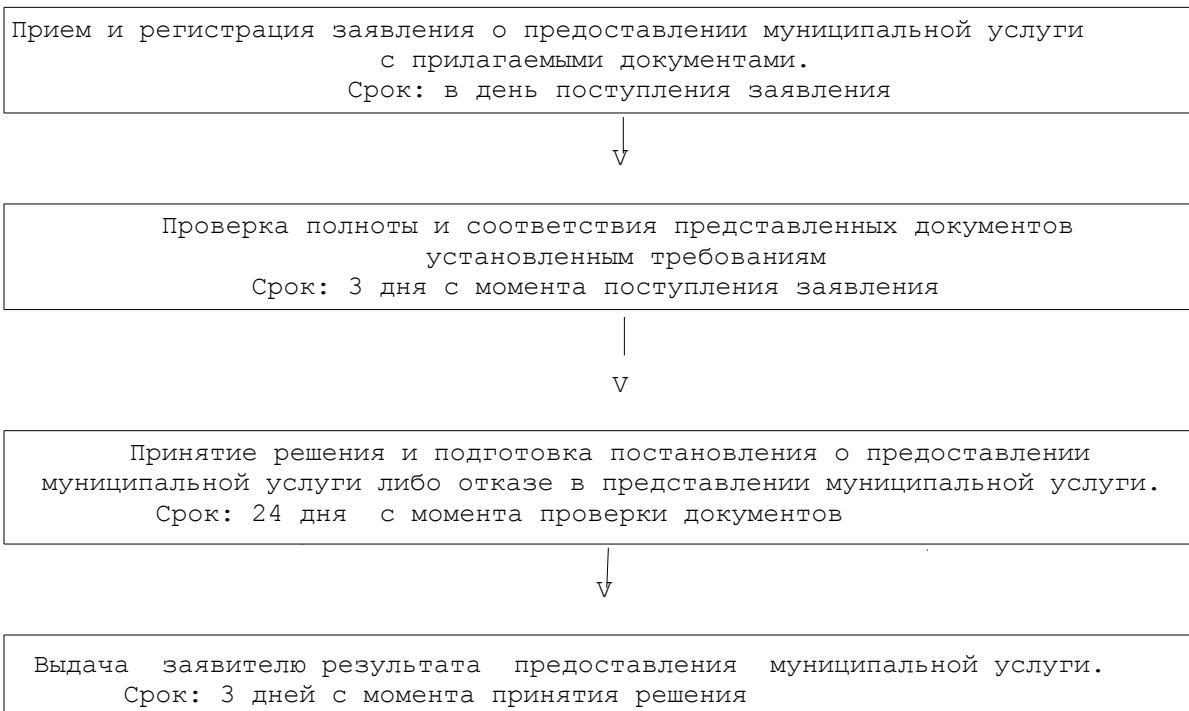 Прием и регистрация заявления о предоставлении муниципальной услуги
с прилагаемыми документами.
Срок: в день поступления заявления
V
Проверка полноты и соответствия представленных документов
установленным требованиям
Срок: 3 дня с момента поступления заявления
V
Принятие решения и подготовка постановления о предоставлении
муниципальной услуги либо отказе в представлении муниципальной услуги.
Срок: 24 дня с момента проверки документов
V
Выдача заявителю результата предоставления муниципальной услуги.
Срок: 3 дней с момента принятия решения